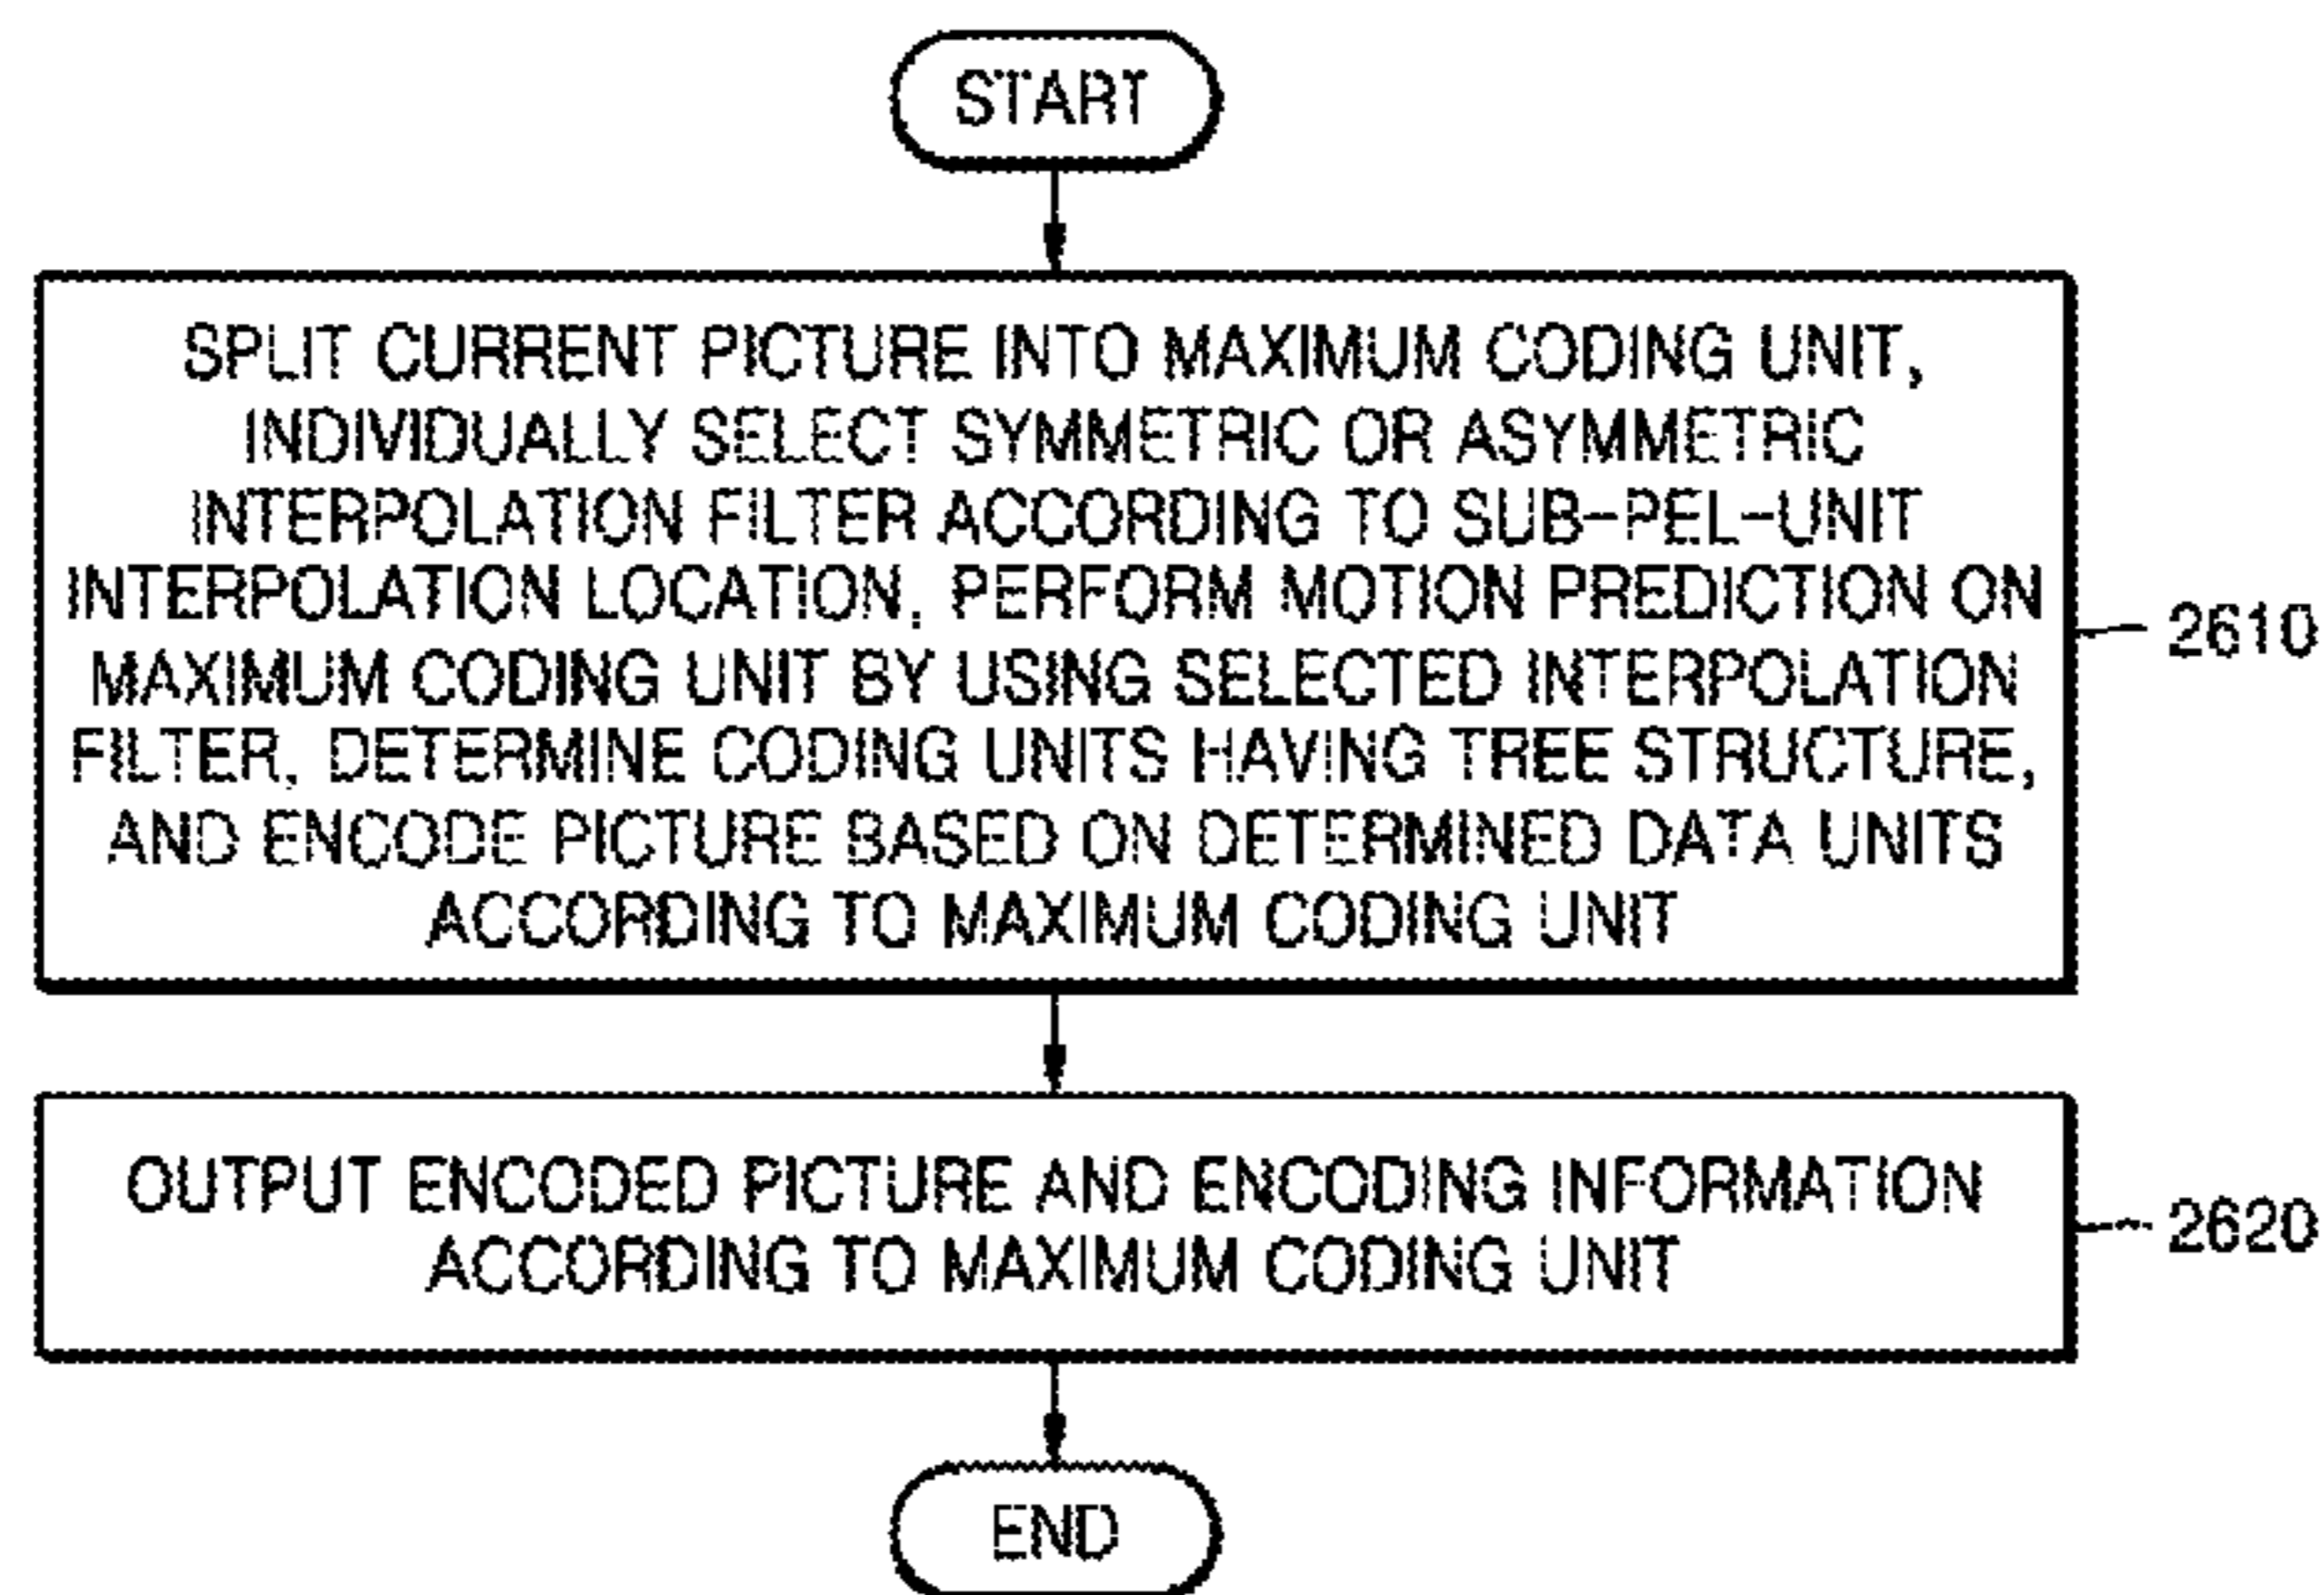 START
SPLIT CURRENT PICTURE INTO MAXIMUM CODING UNIT,
INDIVIDUALLY SELECT SYMMETRIC OR ASYMMETRIC
INTERPOLATION FILTER ACCORDING TO SUB-PEL-UNIT
INTERPOLATION LOCATION, PERFORM MOTION PREDICTION ON
MAXIMUM CODING UNIT BY USING SELECTED INTERPOLATION
FILTER, DETERMINE CODING UNITS HAVING TREE STRUCTURE,
AND ENCODE PICTURE BASED ON DETERMINED DATA UNITS
ACCORDING TO MAXIMUM CODING UNIT
2610
OUTPUT ENCODED PICTURE AND ENCODING INFORMATION
ACCORDING TO MAXIMUM CODING UNIT
2620
END